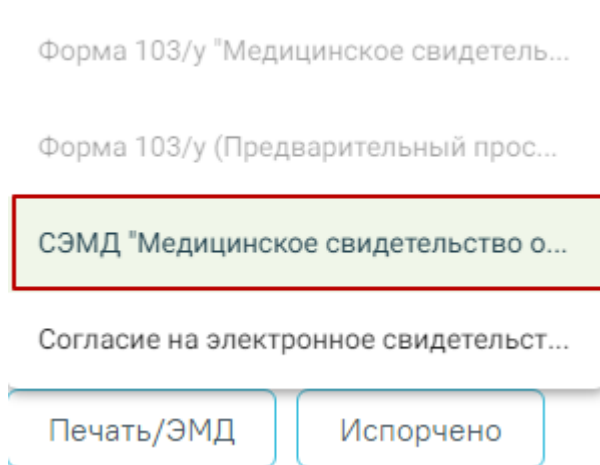 Форма 103/у "Медицинское свидетель...
Форма 103/у (Предварительный прос...
СЭМД "Медицинское свидетельство о...
Согласие на электронное свидетельст...
Печать/ЭМД Испорчено